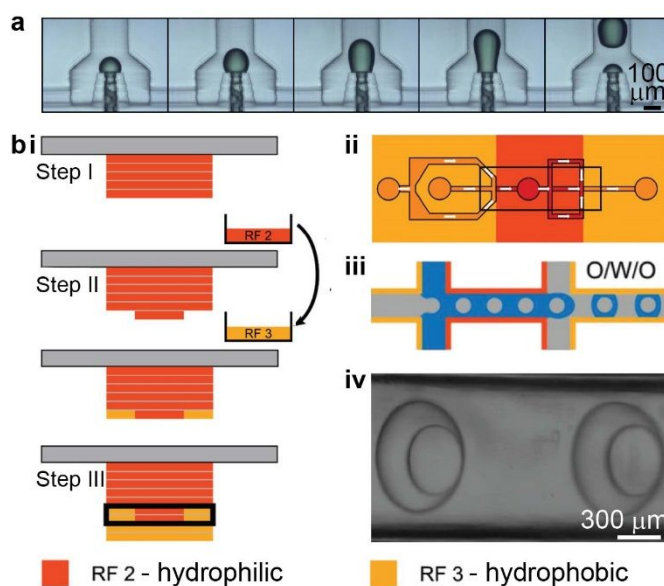 a
100
μm
b i
Step I
RF 2
Step II
RF 3
Step III
ii
iii
O/W/O
iv
300 μm
RF 2 - hydrophilic
RF 3 - hydrophobic